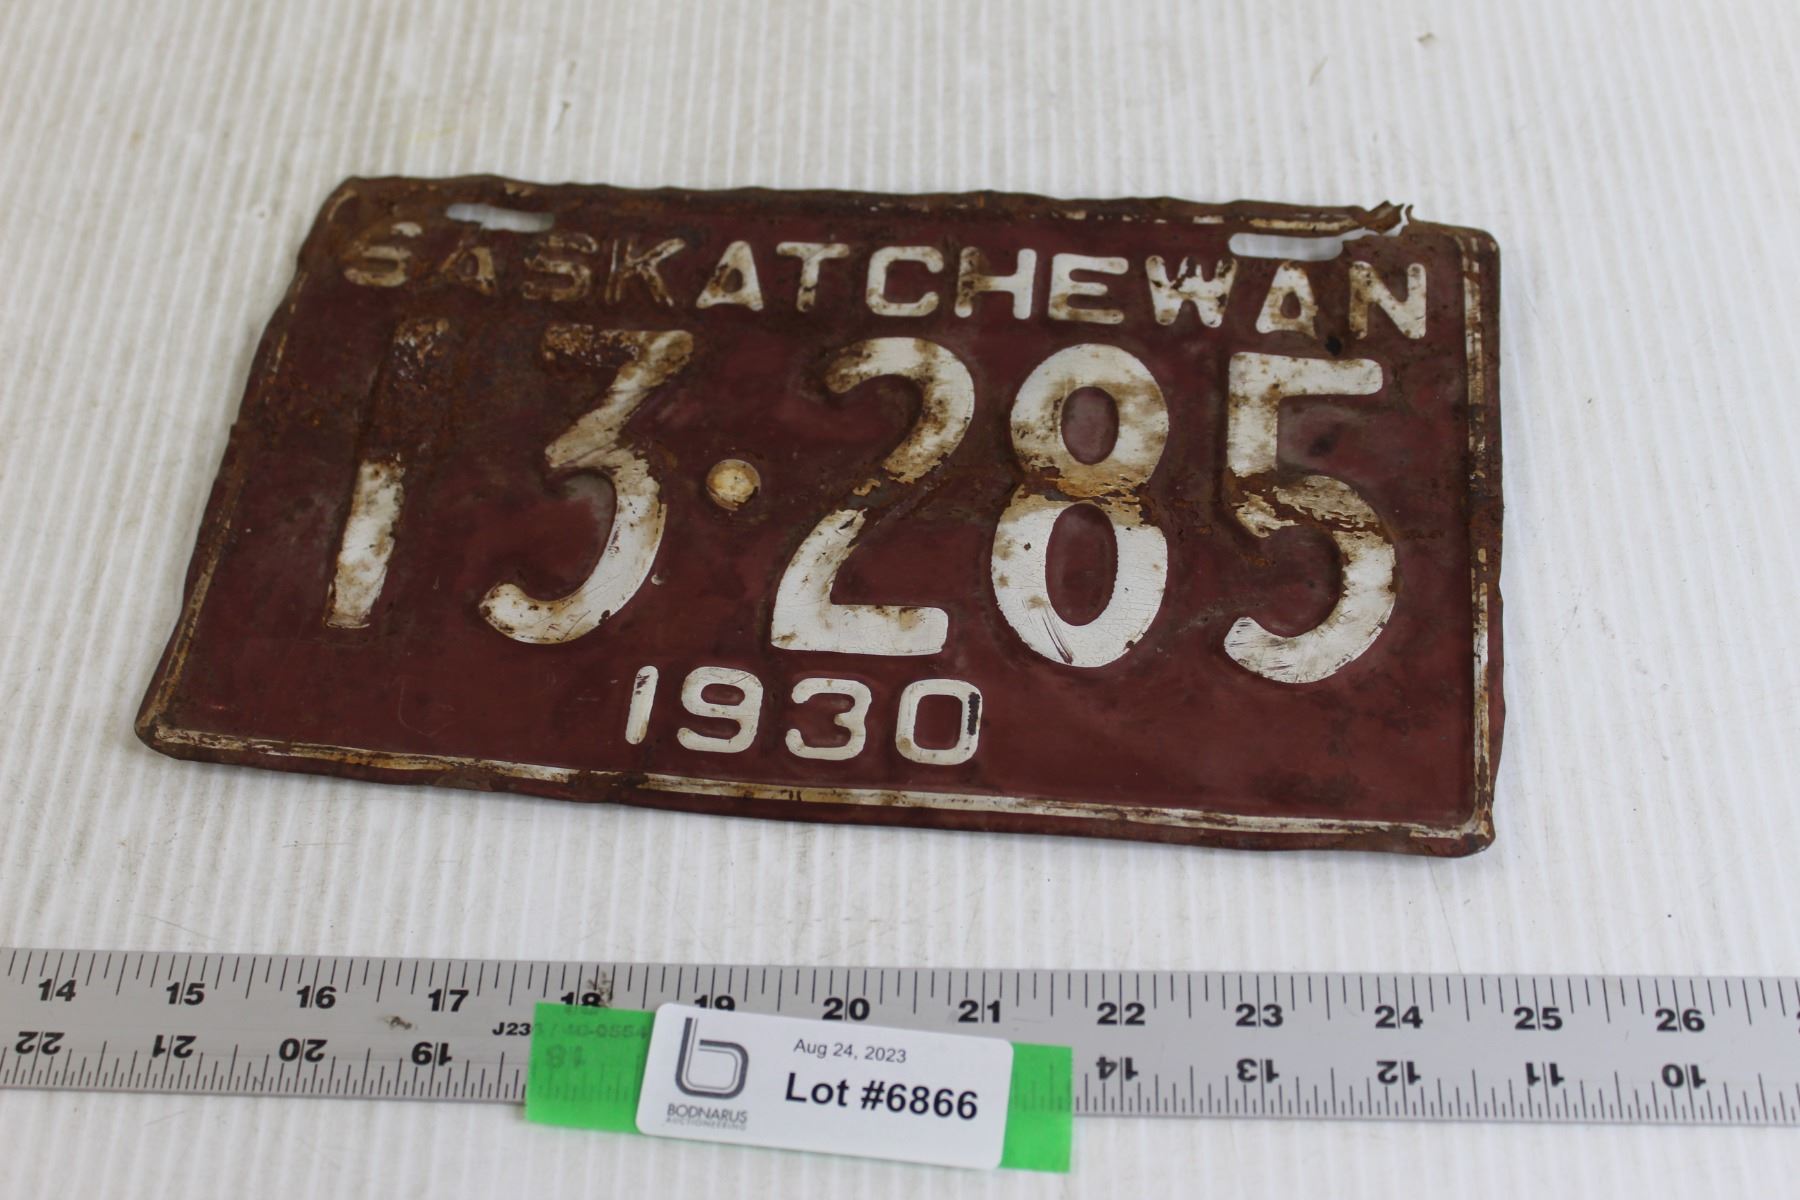 SASKATCHEWAN
13·285
1930
14 15 16 17 18 19 20 21 22 23 24 25 26
22 21 20 19 18 14 13 12 11 10
Aug 24, 2023
Lot #6866
BODNARUS
AUCTIONEERING